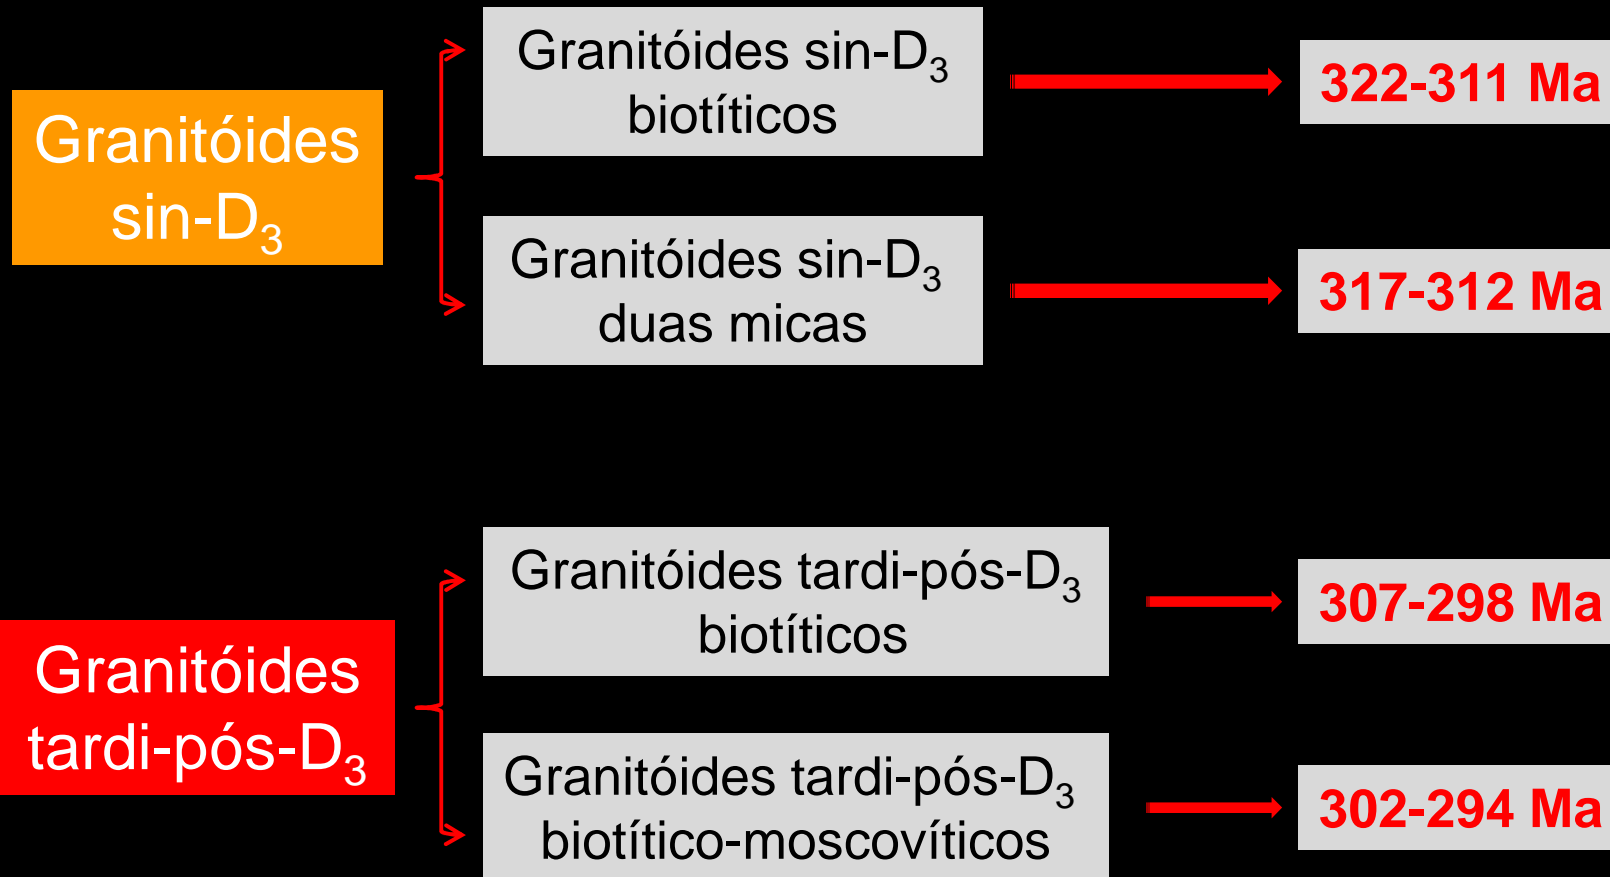 Granitóides
sin-D₃
Granitóides sin-D₃
biotíticos
322-311 Ma
Granitóides sin-D₃
duas micas
317-312 Ma
Granitóides
tardi-pós-D₃
Granitóides tardi-pós-D₃
biotíticos
307-298 Ma
Granitóides tardi-pós-D₃
biotítico-moscovíticos
302-294 Ma